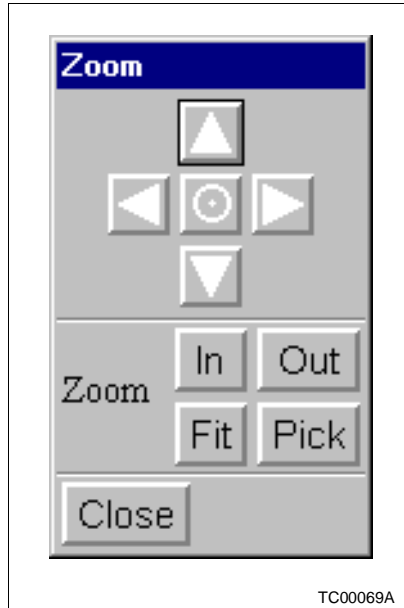 Zoom
In Out
Zoom
Fit Pick
Close
TC00069A